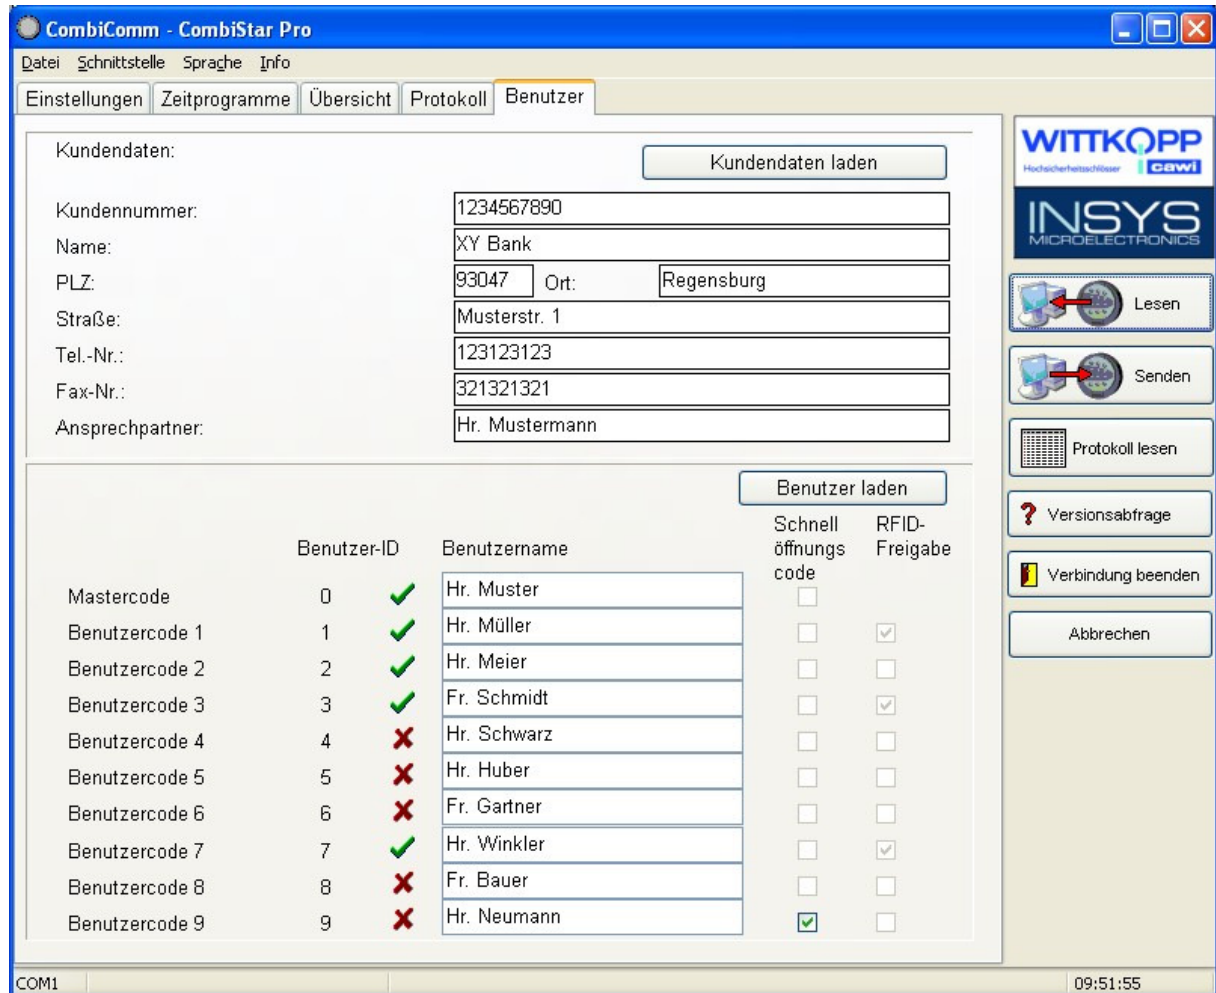 CombiComm - CombiStar Pro
Datei Schnittstelle Sprache Info
Einstellungen Zeitprogramme Übersicht Protokoll Benutzer
Kundendaten:
Kundendaten laden
Kundennummer: 1234567890
Name: XY Bank
PLZ: 93047 Ort: Regensburg
Straße: Musterstr. 1
Tel.-Nr.: 123123123
Fax-Nr.: 321321321
Ansprechpartner: Hr. Mustermann
Benutzer laden
Benutzer-ID Benutzername
Schnell
öffnungs
code
RFID-
Freigabe
Mastercode 0 Hr. Muster
Benutzercode 1 1 Hr. Müller
Benutzercode 2 2 Hr. Meier
Benutzercode 3 3 Fr. Schmidt
Benutzercode 4 4 Hr. Schwarz
Benutzercode 5 5 Hr. Huber
Benutzercode 6 6 Fr. Gartner
Benutzercode 7 7 Hr. Winkler
Benutzercode 8 8 Fr. Bauer
Benutzercode 9 9 Hr. Neumann
WITTKOPP
Hochsicherheitsschlösser cawi
INSYS
MICROELECTRONICS
Lesen
Senden
Protokoll lesen
Versionsabfrage
Verbindung beenden
Abbrechen
COM1
09:51:55